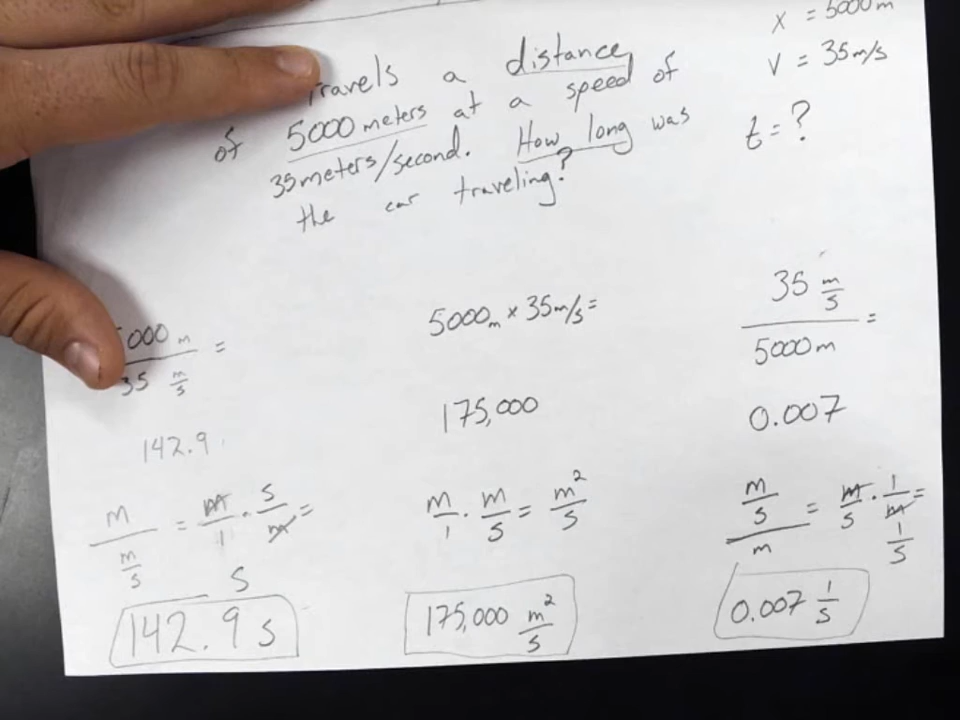 travels a distance
of 5000 meters at a speed of
35 meters/second. How long was
the car traveling?
x = 5000 m
v = 35 m/s
t = ?
5000 m / 35 m/s =
142.9
m / (m/s) = m/1 · s/m =
s
142.9 s
5000 m × 35 m/s =
175,000
m/1 · m/s = m²/s
175,000 m²/s
35 m/s / 5000 m =
0.007
(m/s) / m = m/s · 1/m =
1/s
0.007 1/s